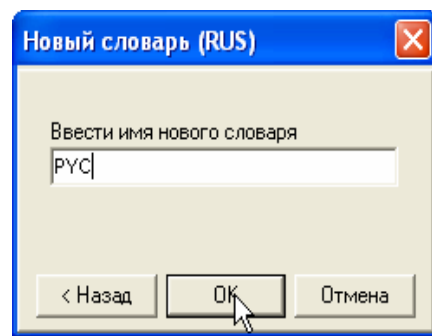 Новый словарь (RUS)
Ввести имя нового словаря
РУС
< Назад OK Отмена